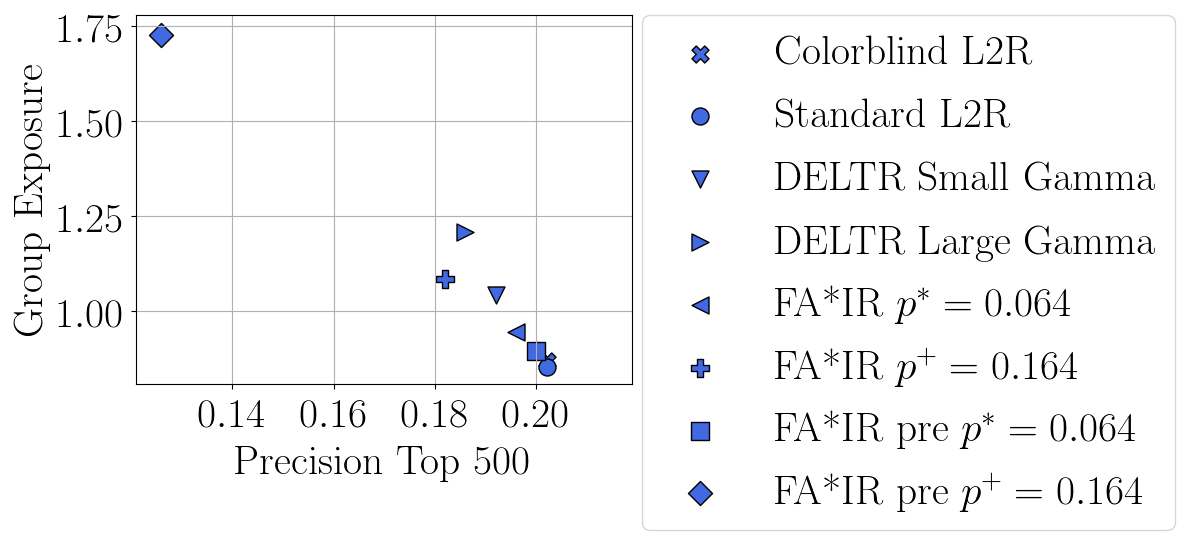 1.75
1.50
1.25
1.00
Group Exposure
0.14 0.16 0.18 0.20
Precision Top 500
Colorblind L2R
Standard L2R
DELTR Small Gamma
DELTR Large Gamma
FA*IR p* = 0.064
FA*IR p⁺ = 0.164
FA*IR pre p* = 0.064
FA*IR pre p⁺ = 0.164